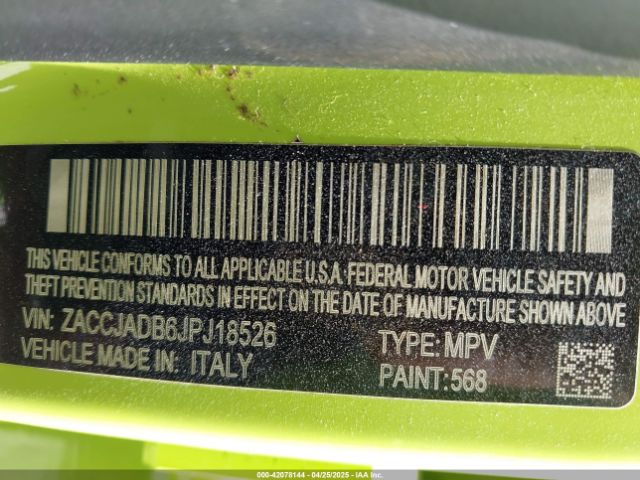 THIS VEHICLE CONFORMS TO ALL APPLICABLE U.S.A. FEDERAL MOTOR VEHICLE SAFETY AND
THEFT PREVENTION STANDARDS IN EFFECT ON THE DATE OF MANUFACTURE SHOWN ABOVE
VIN: ZACCJADB6JPJ18526 TYPE: MPV
VEHICLE MADE IN: ITALY PAINT:568
000-42078144 - 04/25/2025 - IAAI.COM